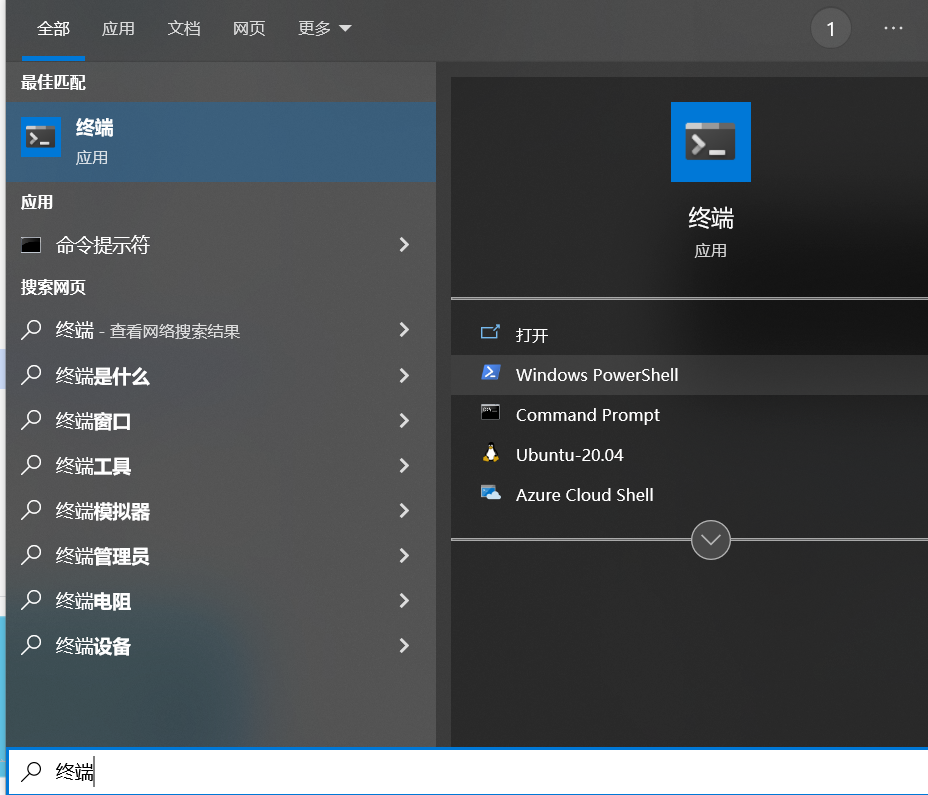 全部 应用 文档 网页 更多 1 ...
最佳匹配
终端
应用
应用
命令提示符
搜索网页
终端 - 查看网络搜索结果
终端是什么
终端窗口
终端工具
终端模拟器
终端管理员
终端电阻
终端设备
终端
应用
打开
Windows PowerShell
Command Prompt
Ubuntu-20.04
Azure Cloud Shell
终端